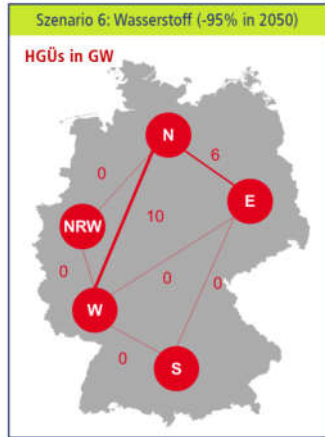 Szenario 6: Wasserstoff (-95% in 2050)
HGÜs in GW
N
0
6
E
NRW
10
0
0
0
W
0
S